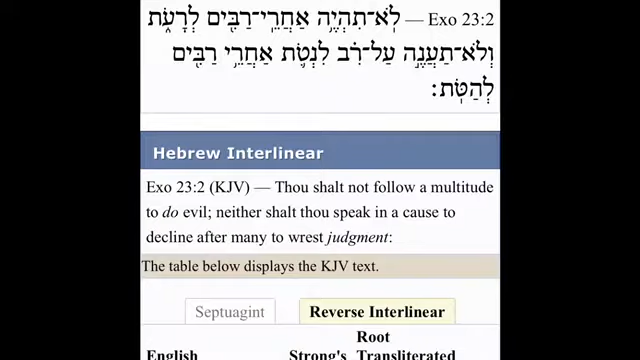 Exo 23:2 — לֹֽא־תִהְיֶ֥ה אַחֲרֵֽי־רַבִּ֖ים לְרָעֹ֑ת
וְלֹא־תַעֲנֶ֣ה עַל־רִ֗ב לִנְטֹ֛ת אַחֲרֵ֥י רַבִּ֖ים
לְהַטֹּֽת׃
Hebrew Interlinear
Exo 23:2 (KJV) — Thou shalt not follow a multitude
to do evil; neither shalt thou speak in a cause to
decline after many to wrest judgment:
The table below displays the KJV text.
Septuagint Reverse Interlinear
Root
English Strong's Transliterated